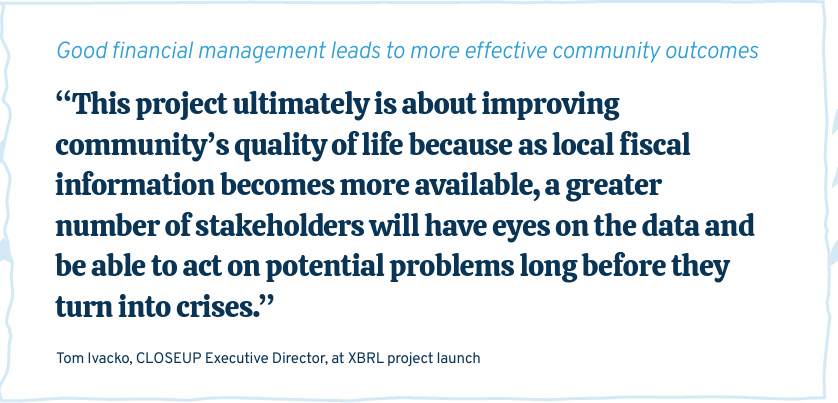 Good financial management leads to more effective community outcomes
“This project ultimately is about improving
community’s quality of life because as local fiscal
information becomes more available, a greater
number of stakeholders will have eyes on the data and
be able to act on potential problems long before they
turn into crises.”
Tom Ivacko, CLOSEUP Executive Director, at XBRL project launch